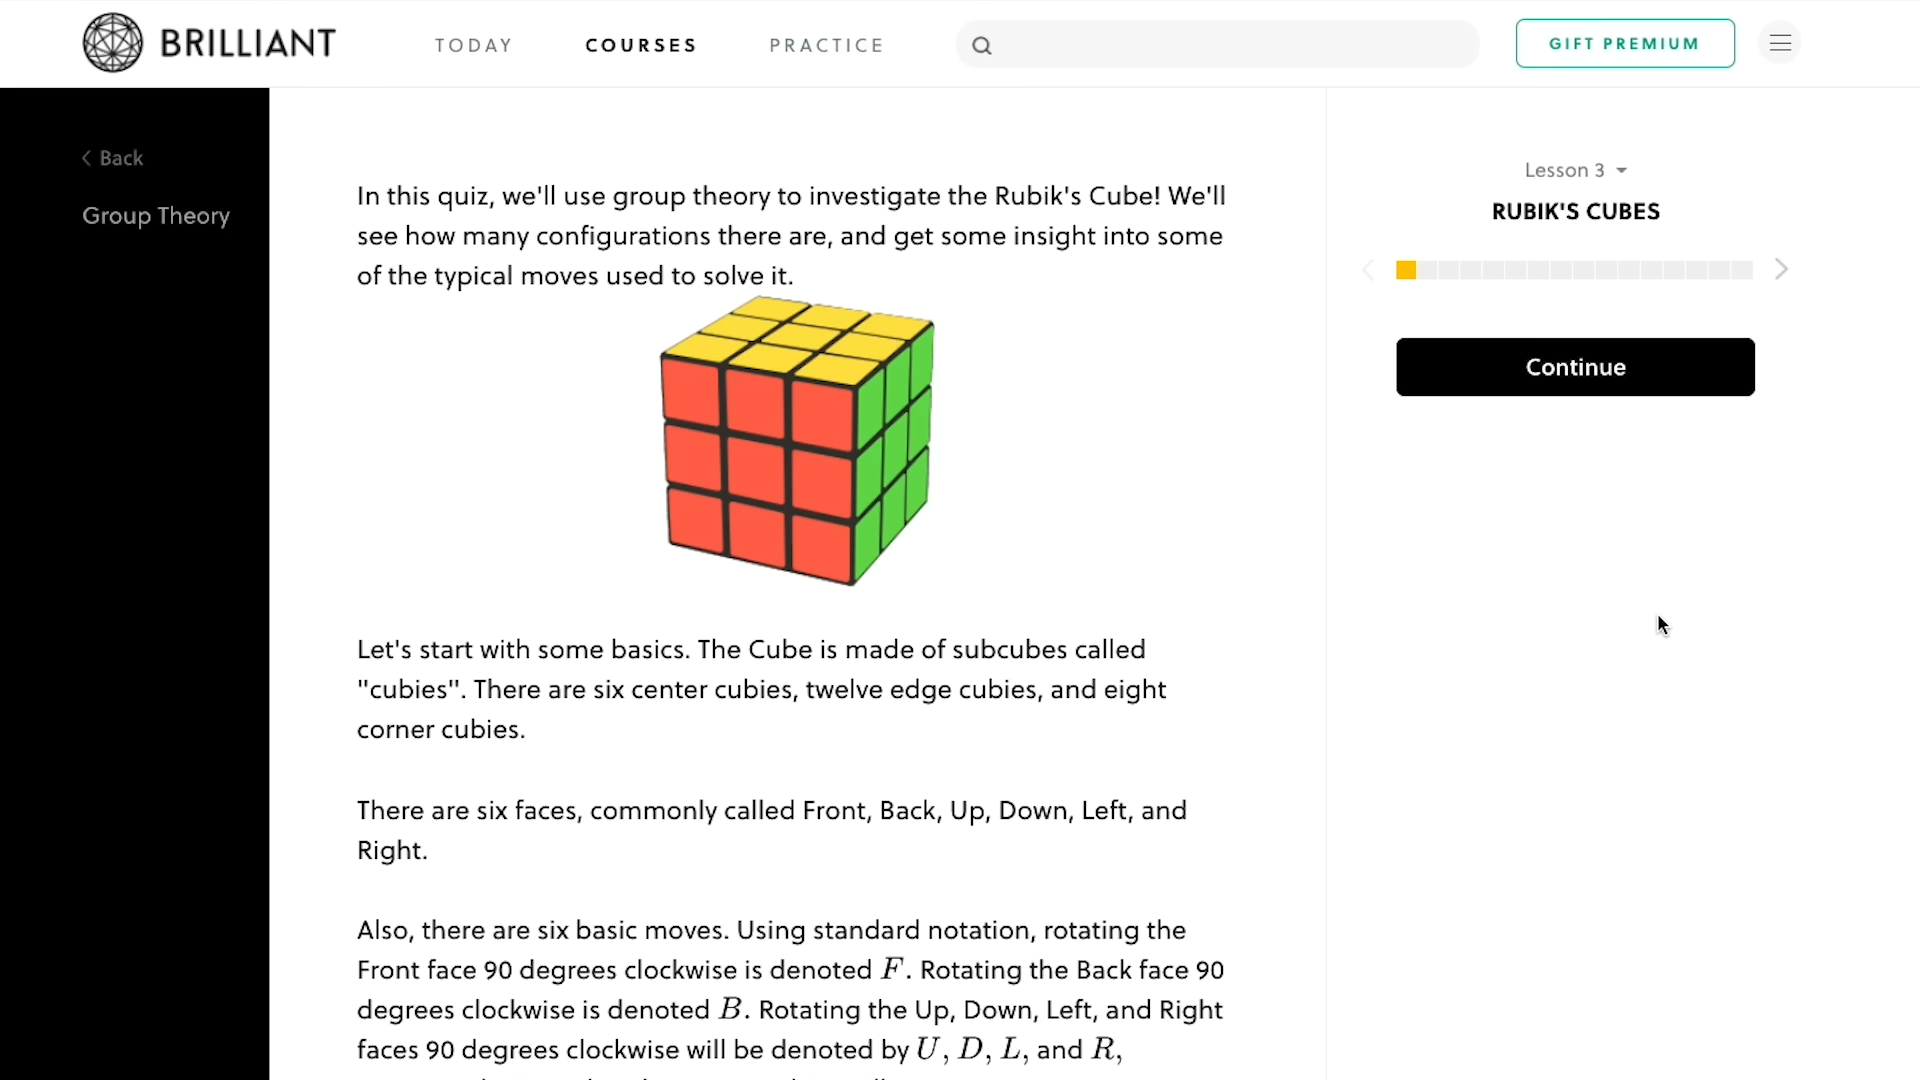 BRILLIANT
TODAY
COURSES
PRACTICE
GIFT PREMIUM
Back
Group Theory
In this quiz, we'll use group theory to investigate the Rubik's Cube! We'll
see how many configurations there are, and get some insight into some
of the typical moves used to solve it.
Let's start with some basics. The Cube is made of subcubes called
"cubies". There are six center cubies, twelve edge cubies, and eight
corner cubies.
There are six faces, commonly called Front, Back, Up, Down, Left, and
Right.
Also, there are six basic moves. Using standard notation, rotating the
Front face 90 degrees clockwise is denoted F. Rotating the Back face 90
degrees clockwise is denoted B. Rotating the Up, Down, Left, and Right
faces 90 degrees clockwise will be denoted by U, D, L, and R,
Lesson 3
RUBIK'S CUBES
Continue